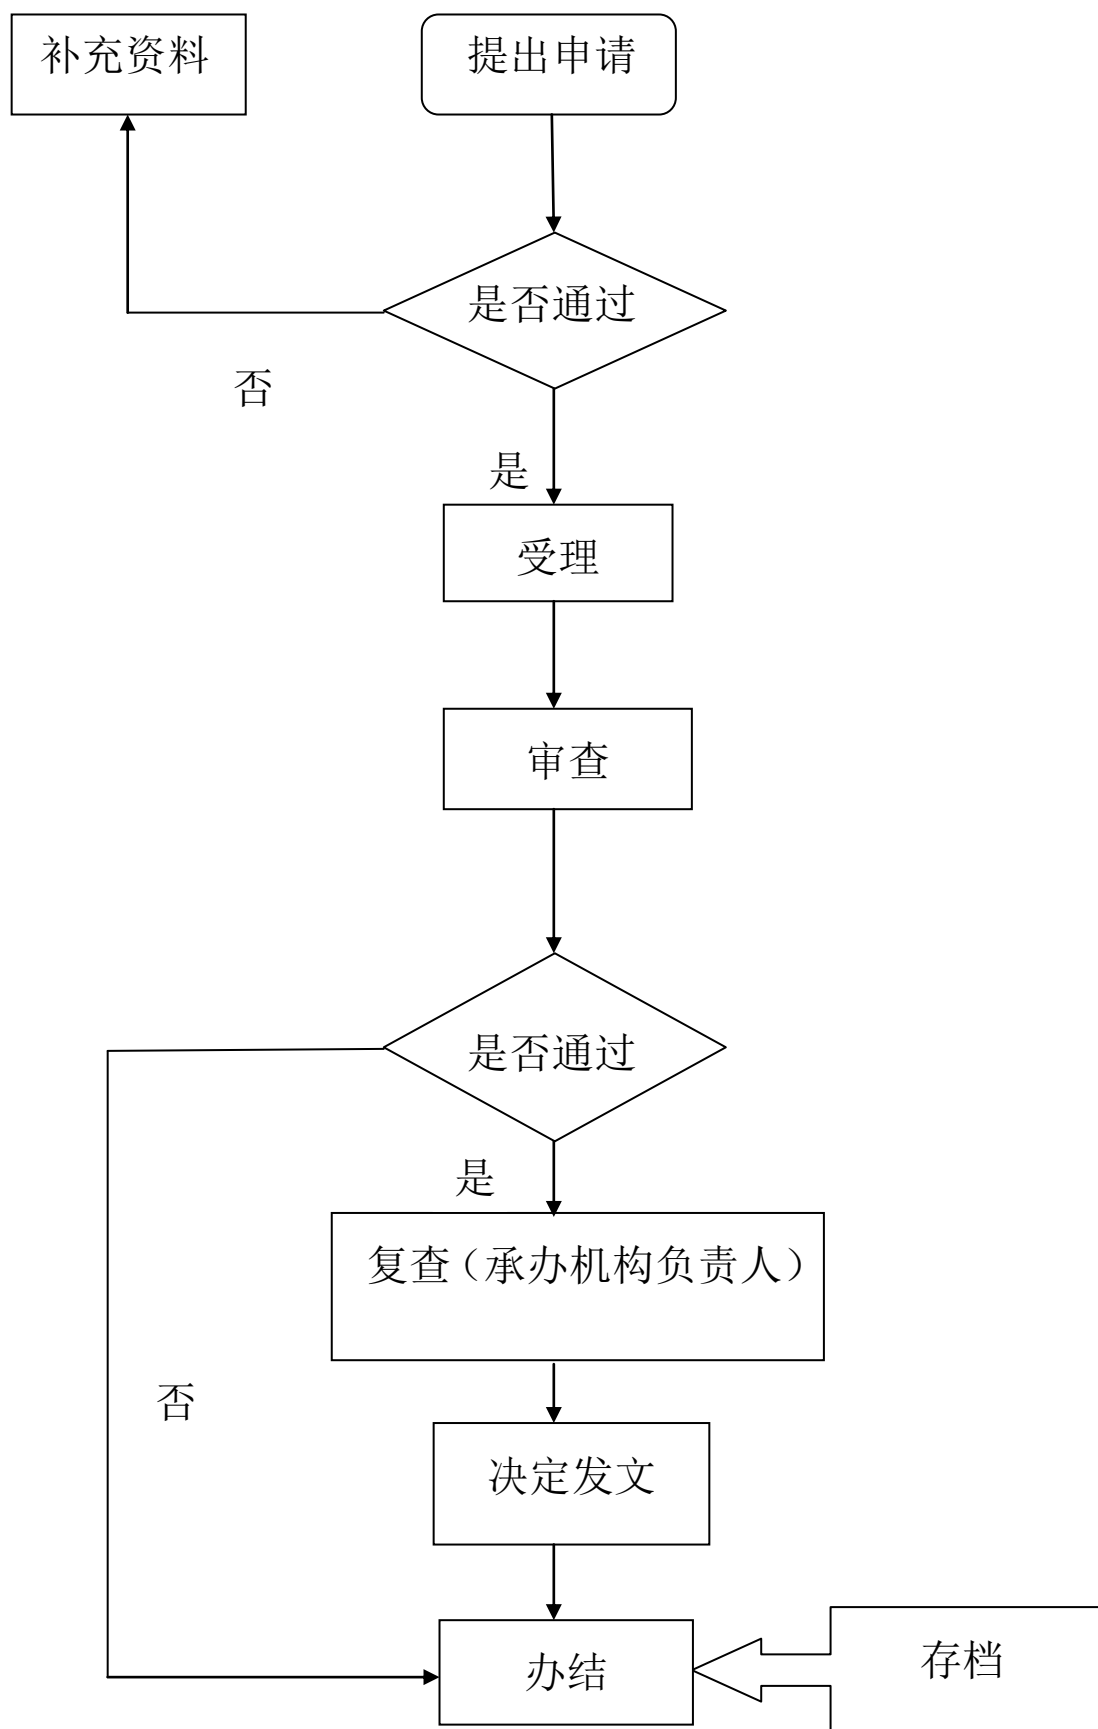 补充资料
提出申请
是否通过
否
是
受理
审查
是否通过
是
复查（承办机构负责人）
否
决定发文
存档
办结